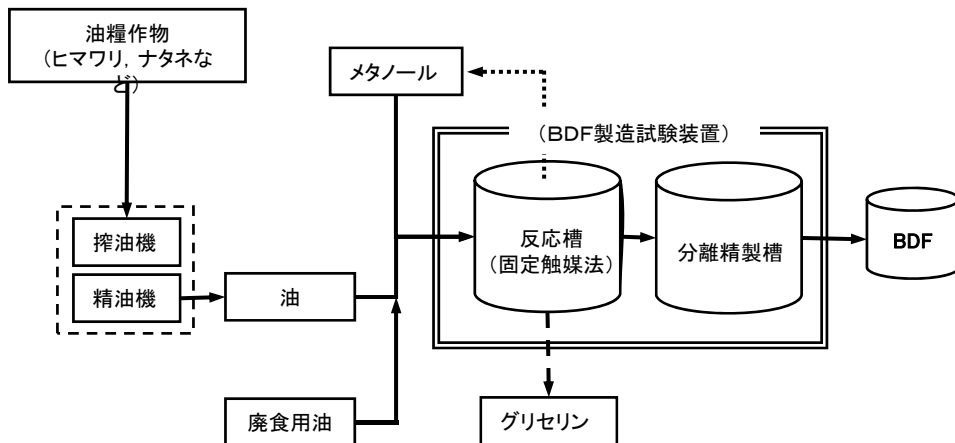 油糧作物
(ヒマワリ, ナタネな
ど)
メタノール
(BDF製造試験装置)
搾油機
精油機
油
反応槽
(固定触媒法)
分離精製槽
BDF
廃食用油
グリセリン